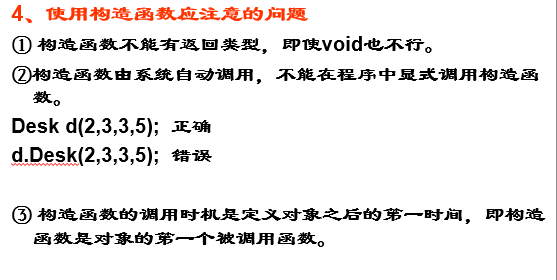 4、使用构造函数应注意的问题
① 构造函数不能有返回类型，即使void也不行。
②构造函数由系统自动调用，不能在程序中显式调用构造函
数。
Desk d(2,3,3,5);  正确
d.Desk(2,3,3,5);  错误
③ 构造函数的调用时机是定义对象之后的第一时间，即构造
函数是对象的第一个被调用函数。